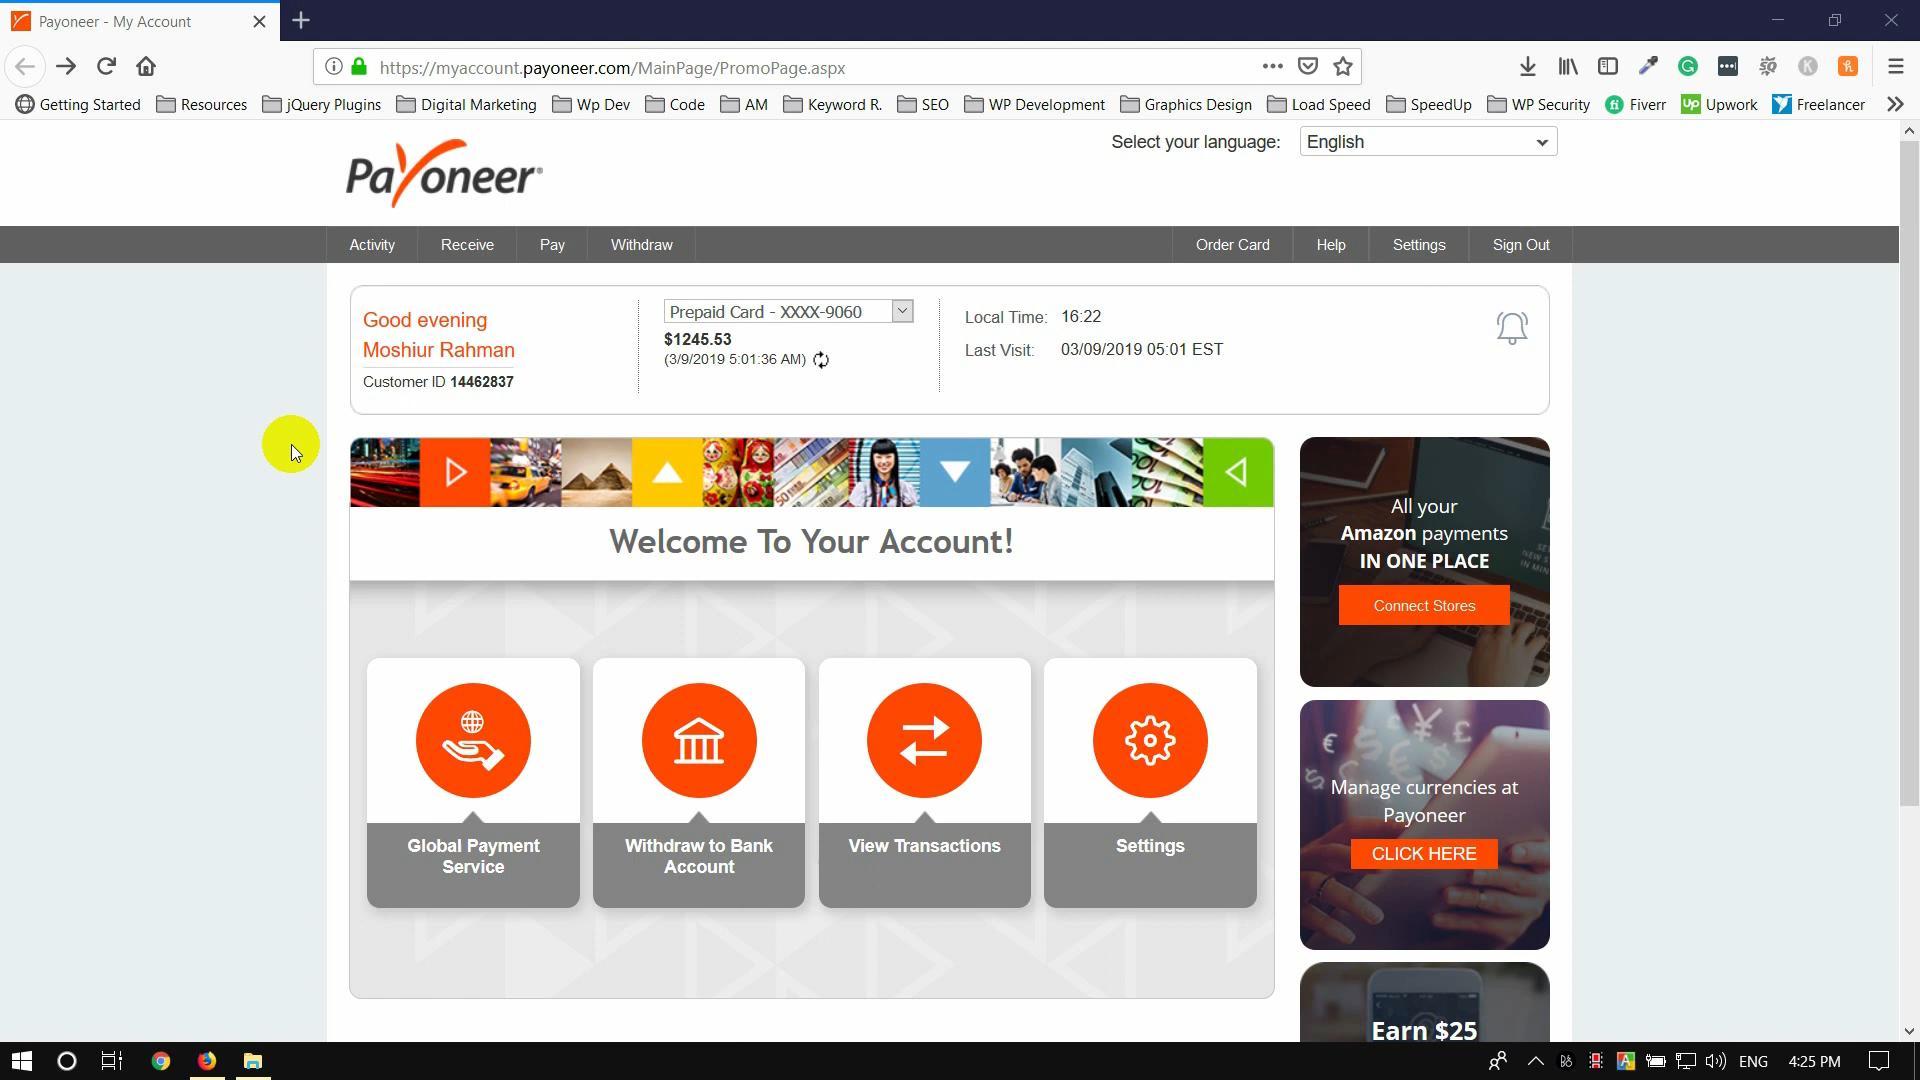 Payoneer - My Account
https://myaccount.payoneer.com/MainPage/PromoPage.aspx
Getting Started Resources jQuery Plugins Digital Marketing Wp Dev Code AM Keyword R. SEO WP Development Graphics Design Load Speed SpeedUp WP Security Fiverr Upwork Freelancer
Select your language: English
Payoneer
Activity Receive Pay Withdraw Order Card Help Settings Sign Out
Good evening
Moshiur Rahman
Customer ID 14462837
Prepaid Card - XXXX-9060
$1245.53
(3/9/2019 5:01:36 AM)
Local Time: 16:22
Last Visit: 03/09/2019 05:01 EST
Welcome To Your Account!
Global Payment
Service
Withdraw to Bank
Account
View Transactions
Settings
All your
Amazon payments
IN ONE PLACE
Connect Stores
Manage currencies at
Payoneer
CLICK HERE
Earn $25
ENG 4:25 PM